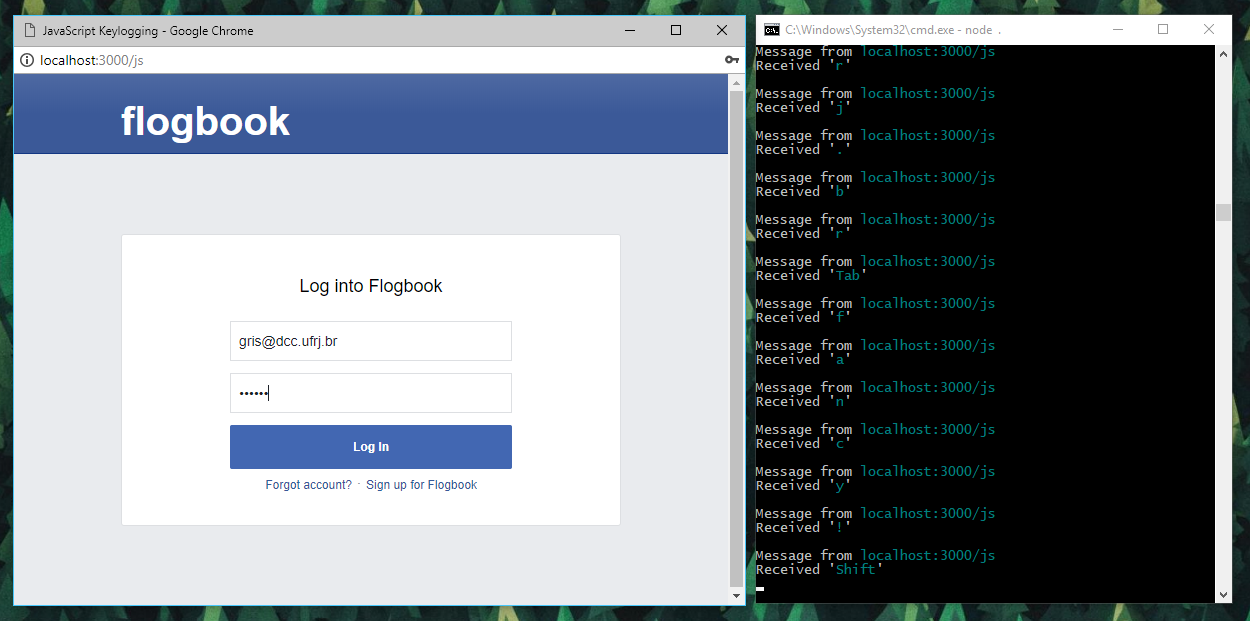 JavaScript Keylogging - Google Chrome
localhost:3000/js
flogbook
Log into Flogbook
gris@dcc.ufrj.br
••••••
Log In
Forgot account? · Sign up for Flogbook
C:\Windows\System32\cmd.exe - node .
Message from localhost:3000/js
Received 'r'
Message from localhost:3000/js
Received 'j'
Message from localhost:3000/js
Received '.'
Message from localhost:3000/js
Received 'b'
Message from localhost:3000/js
Received 'r'
Message from localhost:3000/js
Received 'Tab'
Message from localhost:3000/js
Received 'f'
Message from localhost:3000/js
Received 'a'
Message from localhost:3000/js
Received 'n'
Message from localhost:3000/js
Received 'c'
Message from localhost:3000/js
Received 'y'
Message from localhost:3000/js
Received '!'
Message from localhost:3000/js
Received 'Shift'